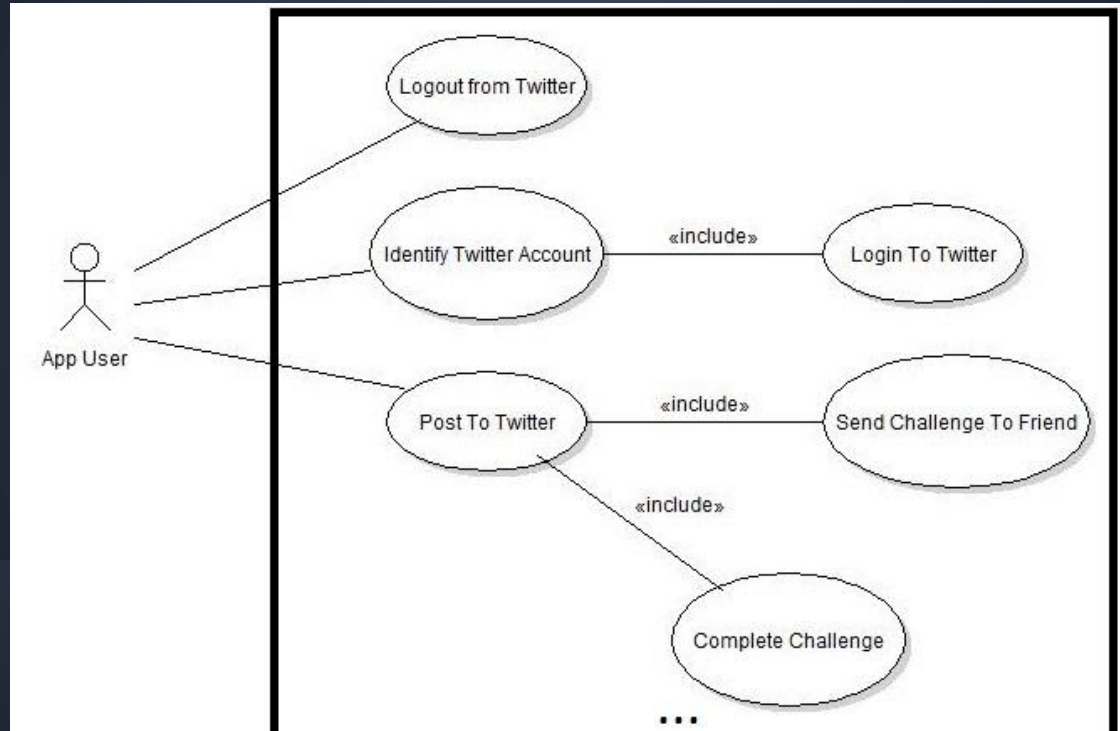 Logout from Twitter
Identify Twitter Account
«include»
Login To Twitter
App User
Post To Twitter
«include»
Send Challenge To Friend
«include»
Complete Challenge
...